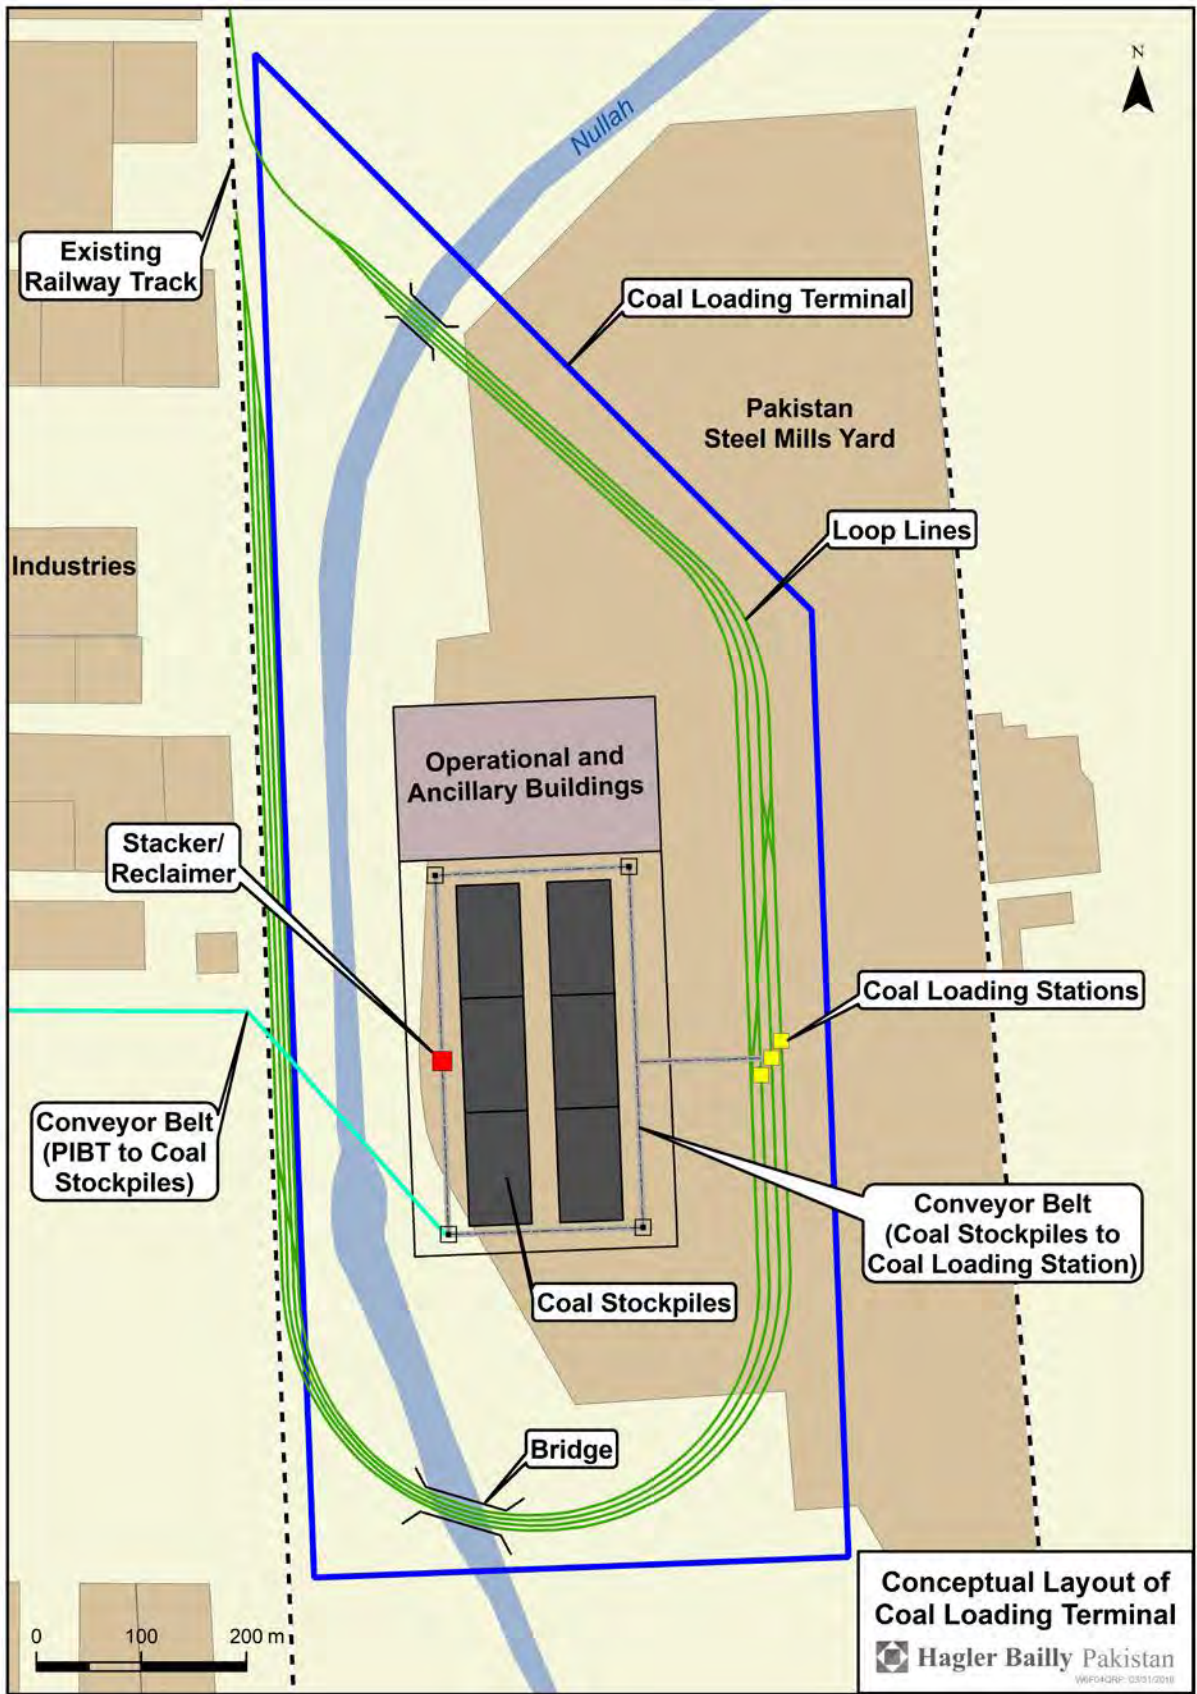 N
Nullah
Existing
Railway Track
Coal Loading Terminal
Pakistan
Steel Mills Yard
Loop Lines
Industries
Operational and
Ancillary Buildings
Stacker/
Reclaimer
Coal Loading Stations
Conveyor Belt
(PIBT to Coal
Stockpiles)
Conveyor Belt
(Coal Stockpiles to
Coal Loading Station)
Coal Stockpiles
Bridge
0 100 200 m
Conceptual Layout of
Coal Loading Terminal
Hagler Bailly Pakistan